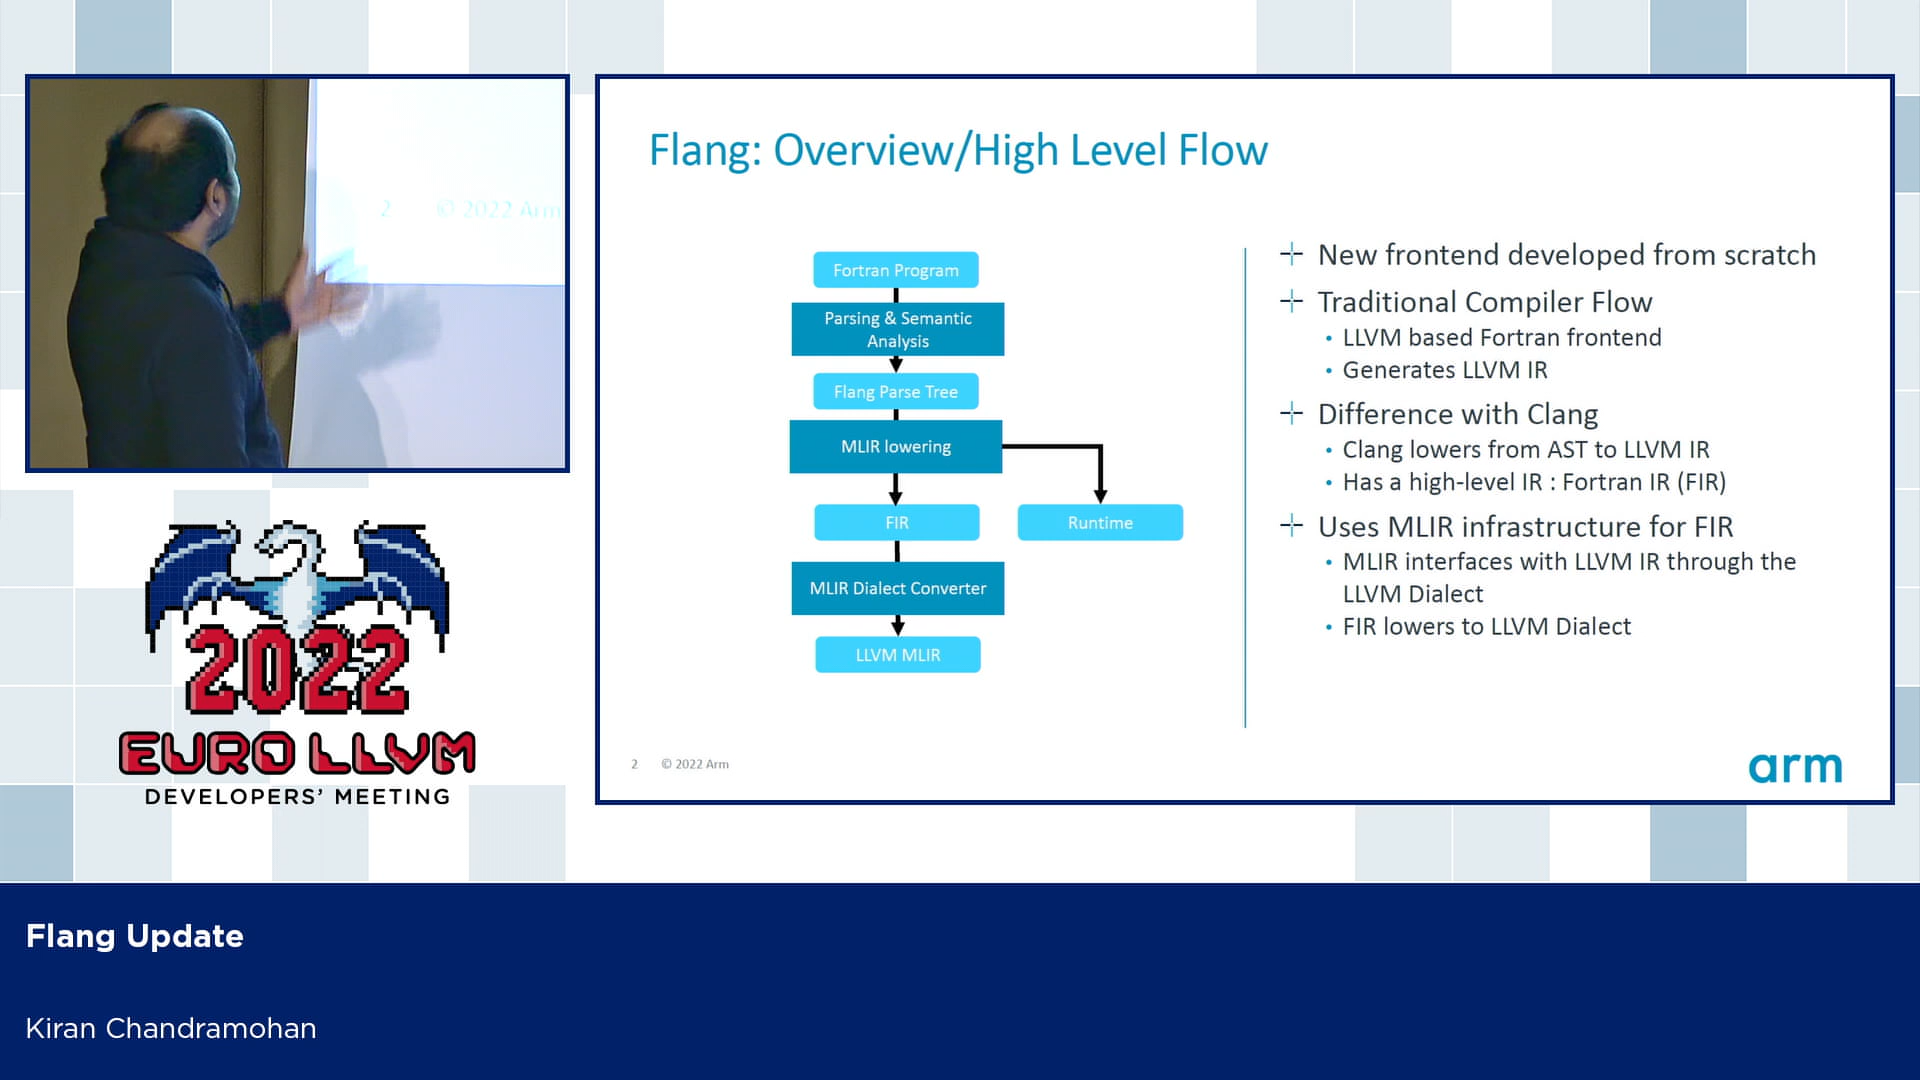 2 © 2022 Arm
2022
EURO LLVM
DEVELOPERS' MEETING
Flang: Overview/High Level Flow
Fortran Program
Parsing & Semantic
Analysis
Flang Parse Tree
MLIR lowering
FIR
Runtime
MLIR Dialect Converter
LLVM MLIR
New frontend developed from scratch
Traditional Compiler Flow
• LLVM based Fortran frontend
• Generates LLVM IR
Difference with Clang
• Clang lowers from AST to LLVM IR
• Has a high-level IR : Fortran IR (FIR)
Uses MLIR infrastructure for FIR
• MLIR interfaces with LLVM IR through the
LLVM Dialect
• FIR lowers to LLVM Dialect
2 © 2022 Arm
arm
Flang Update
Kiran Chandramohan